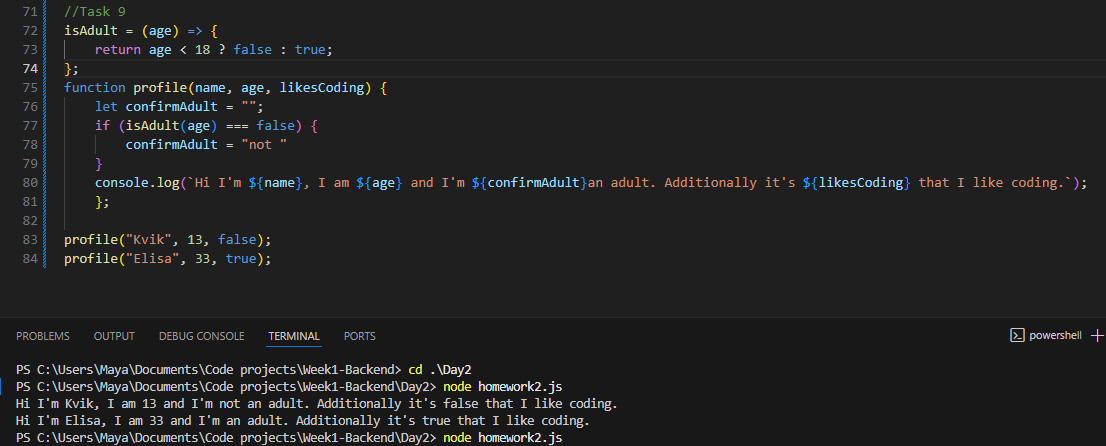 71 //Task 9
72 isAdult = (age) => {
73     return age < 18 ? false : true;
74 };
75 function profile(name, age, likesCoding) {
76     let confirmAdult = "";
77     if (isAdult(age) === false) {
78         confirmAdult = "not "
79     }
80     console.log(`Hi I'm ${name}, I am ${age} and I'm ${confirmAdult}an adult. Additionally it's ${likesCoding} that I like coding.`);
81     };
82
83 profile("Kvik", 13, false);
84 profile("Elisa", 33, true);
PROBLEMS OUTPUT DEBUG CONSOLE TERMINAL PORTS powershell
PS C:\Users\Maya\Documents\Code projects\Week1-Backend> cd .\Day2
PS C:\Users\Maya\Documents\Code projects\Week1-Backend\Day2> node homework2.js
Hi I'm Kvik, I am 13 and I'm not an adult. Additionally it's false that I like coding.
Hi I'm Elisa, I am 33 and I'm an adult. Additionally it's true that I like coding.
PS C:\Users\Maya\Documents\Code projects\Week1-Backend\Day2> node homework2.js